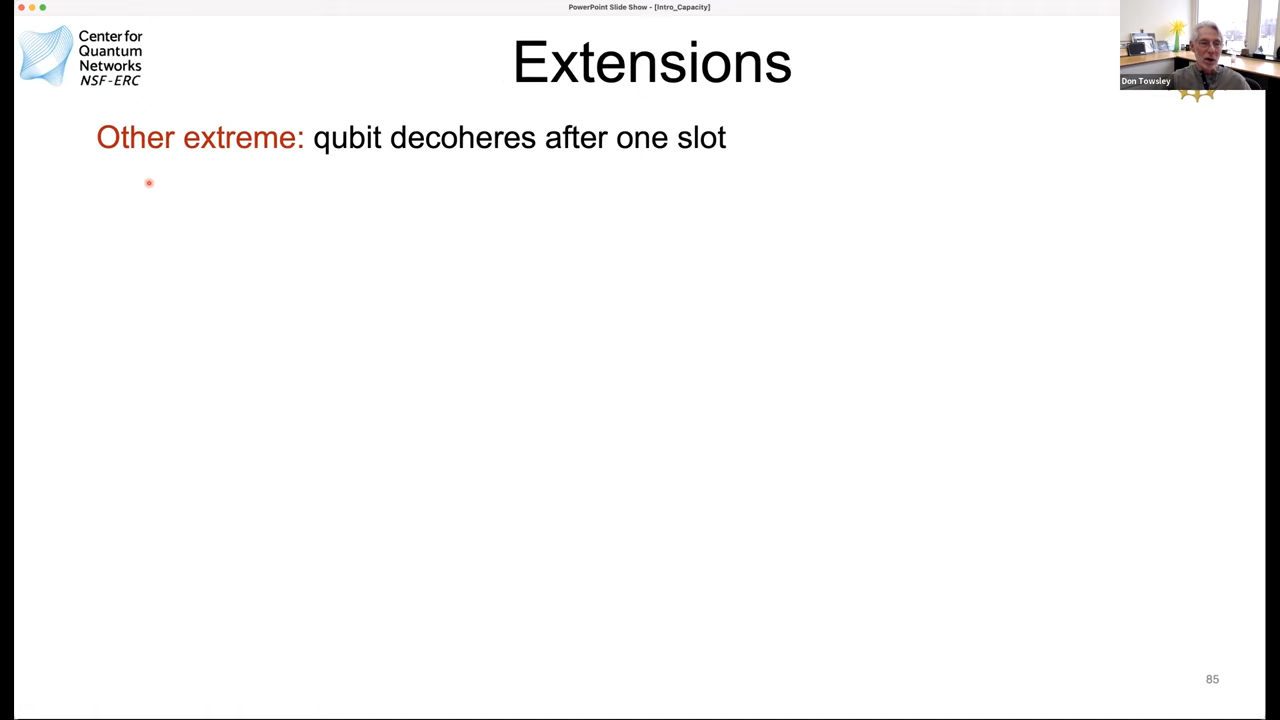 PowerPoint Slide Show - [Intro_Capacity]
Center for
Quantum
Networks
NSF-ERC
Extensions
Don Towsley
Other extreme: qubit decoheres after one slot
85